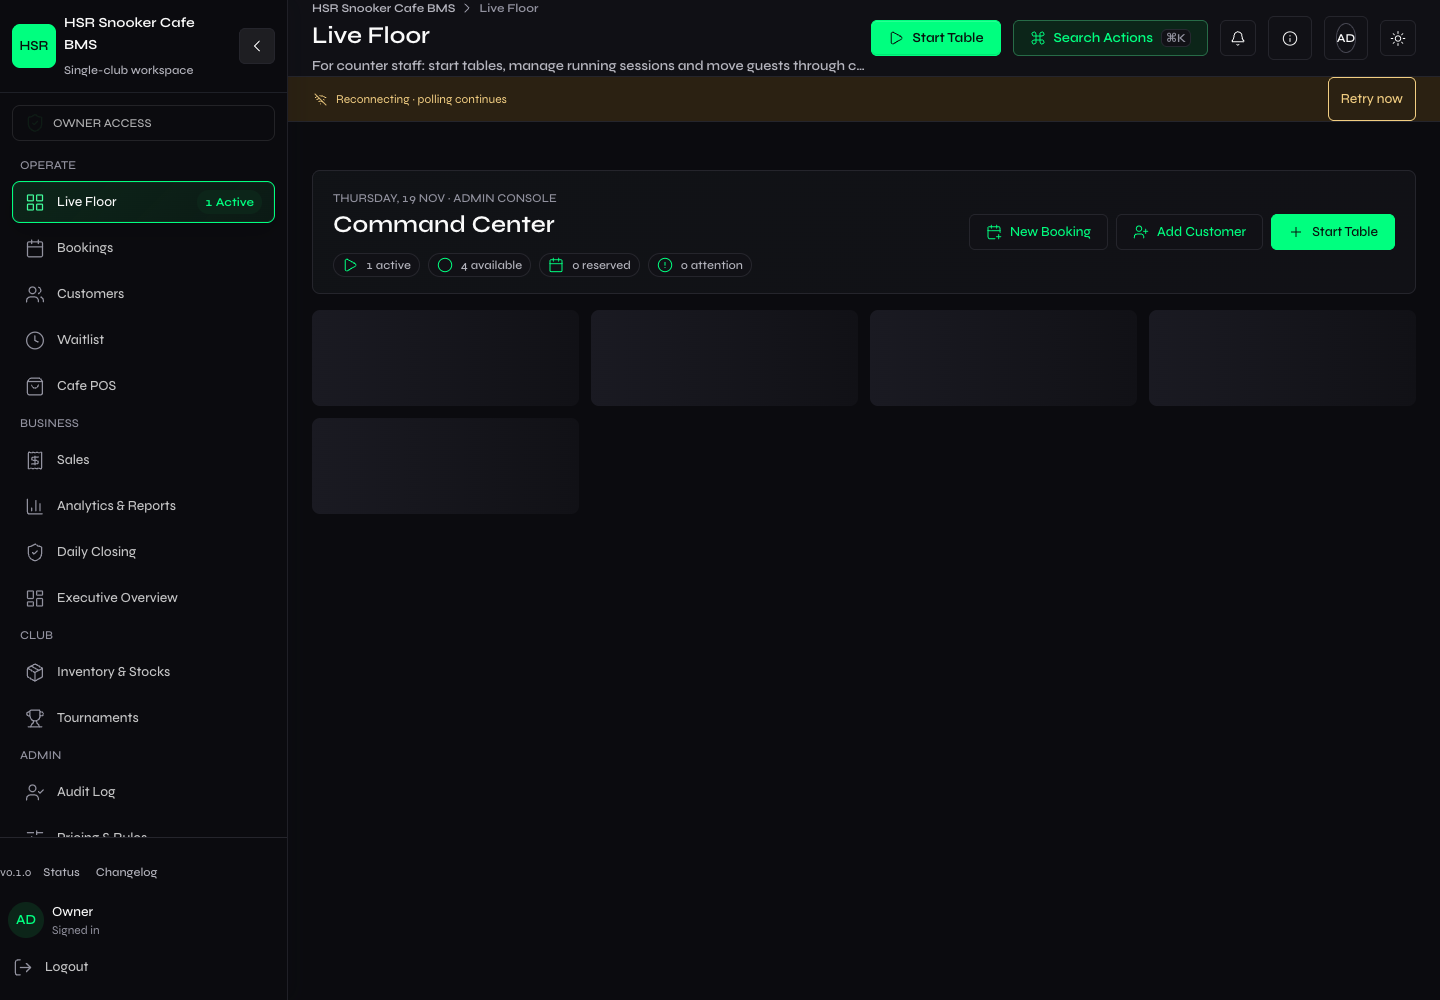 HSR
HSR Snooker Cafe
BMS
Single-club workspace
OWNER ACCESS
OPERATE
Live Floor
1 Active
Bookings
Customers
Waitlist
Cafe POS
BUSINESS
Sales
Analytics & Reports
Daily Closing
Executive Overview
CLUB
Inventory & Stocks
Tournaments
ADMIN
Audit Log
Pricing & Rules
v0.1.0 Status Changelog
AD
Owner
Signed in
Logout
HSR Snooker Cafe BMS > Live Floor
Live Floor
For counter staff: start tables, manage running sessions and move guests through c…
Start Table
Search Actions ⌘K
AD
Reconnecting · polling continues
Retry now
THURSDAY, 19 NOV · ADMIN CONSOLE
Command Center
1 active
4 available
0 reserved
0 attention
New Booking
Add Customer
Start Table